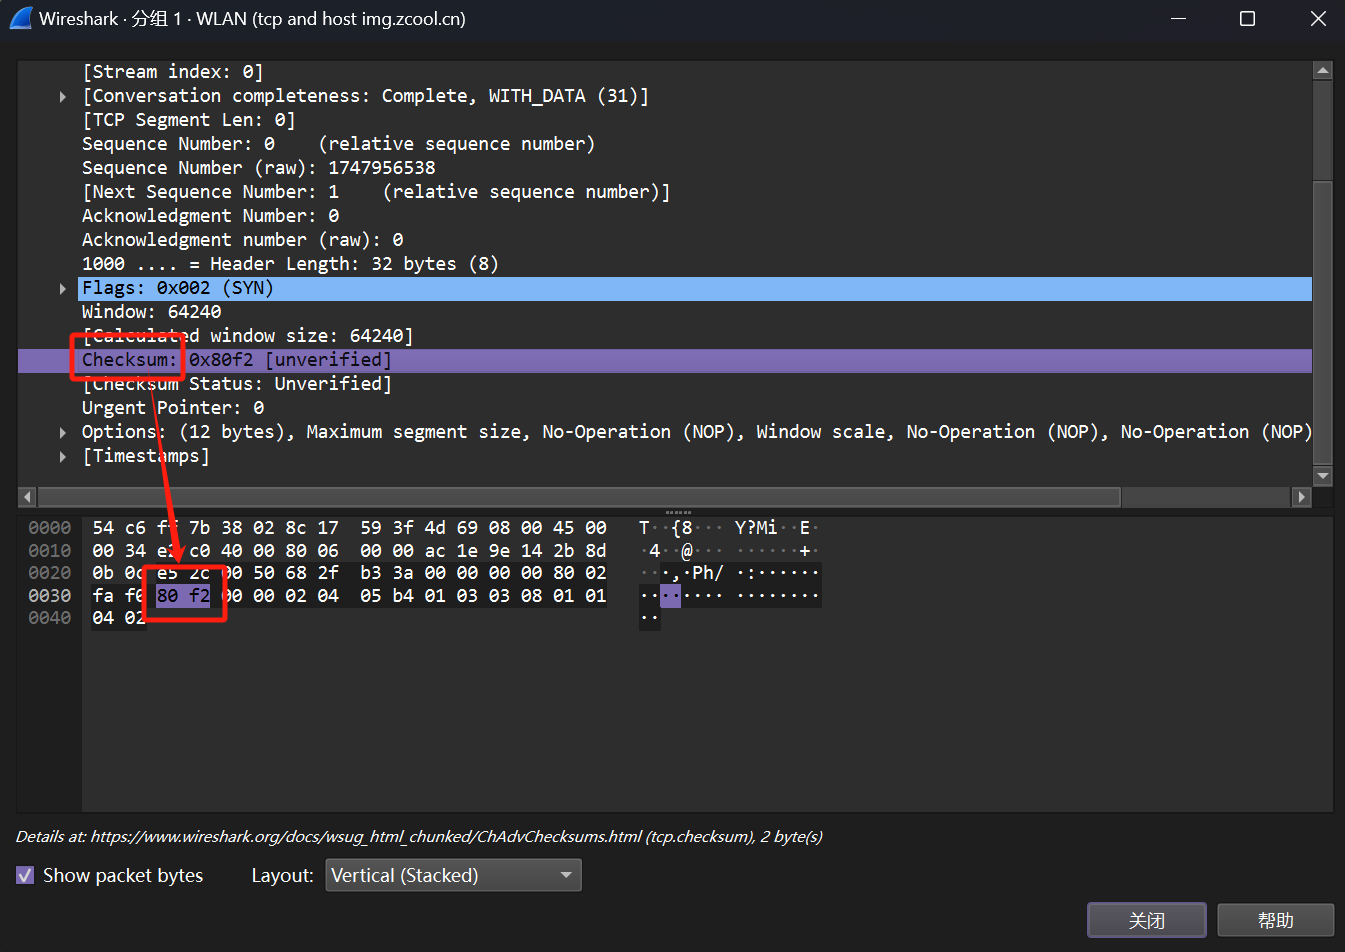 Wireshark · 分组 1 · WLAN (tcp and host img.zcool.cn)
[Stream index: 0]
[Conversation completeness: Complete, WITH_DATA (31)]
[TCP Segment Len: 0]
Sequence Number: 0    (relative sequence number)
Sequence Number (raw): 1747956538
[Next Sequence Number: 1    (relative sequence number)]
Acknowledgment Number: 0
Acknowledgment number (raw): 0
1000 .... = Header Length: 32 bytes (8)
Flags: 0x002 (SYN)
Window: 64240
[Calculated window size: 64240]
Checksum: 0x80f2 [unverified]
[Checksum Status: Unverified]
Urgent Pointer: 0
Options: (12 bytes), Maximum segment size, No-Operation (NOP), Window scale, No-Operation (NOP), No-Operation (NOP)
[Timestamps]
0000 54 c6 ff 7b 38 02 8c 17  59 3f 4d 69 08 00 45 00  T··{8··· Y?Mi··E·
0010 00 34 c0 40 00 80 06  00 00 ac 1e 9e 14 2b 8d  ·4··@··· ······+·
0020 0b 0c e5 2c 00 50 68 2f  b3 3a 00 00 00 00 80 02  ···,·Ph/ ·:······
0030 fa f0 80 f2 00 00 02 04  05 b4 01 03 03 08 01 01  ········ ········
0040 04 02  ··
Details at: https://www.wireshark.org/docs/wsug_html_chunked/ChAdvChecksums.html (tcp.checksum), 2 byte(s)
Show packet bytes Layout: Vertical (Stacked)
关闭 帮助